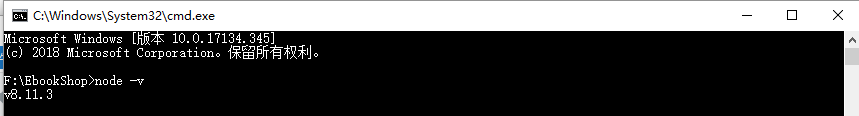 C:\Windows\System32\cmd.exe
Microsoft Windows [版本 10.0.17134.345]
(c) 2018 Microsoft Corporation。保留所有权利。
F:\EbookShop>node -v
v8.11.3